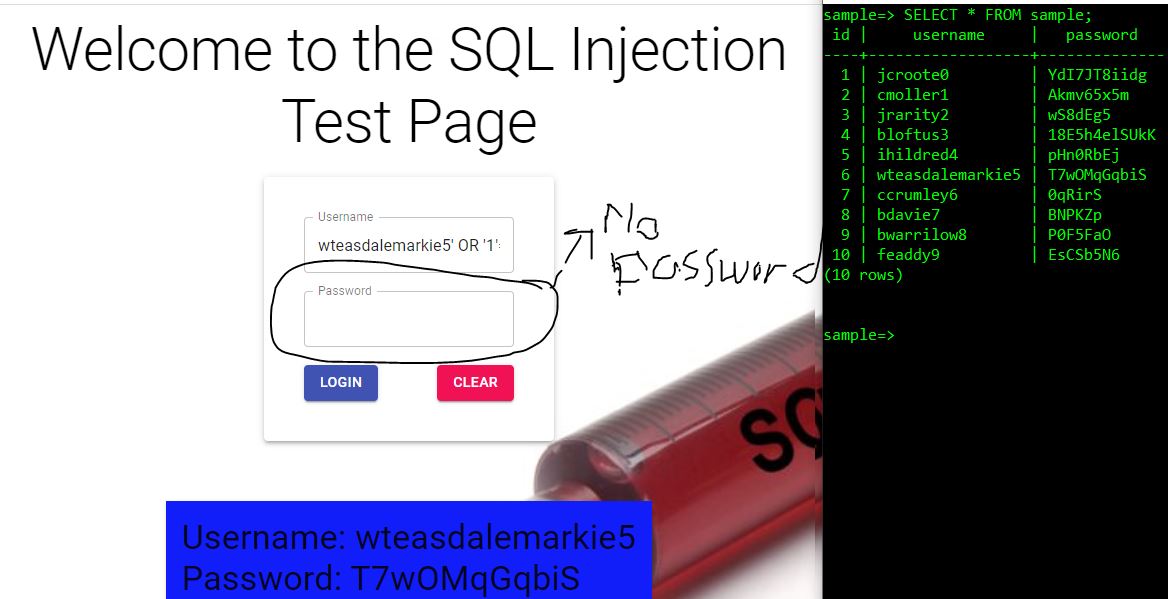 Welcome to the SQL Injection
Test Page
Username
wteasdalemarkie5' OR '1'=
Password
LOGIN CLEAR
No
Password
SQ
Username: wteasdalemarkie5
Password: T7wOMqGqbiS
sample=> SELECT * FROM sample;
id | username | password
----+------------------+--------------
1 | jcroote0 | YdI7JT8iidg
2 | cmoller1 | Akmv65x5m
3 | jrarity2 | wS8dEg5
4 | bloftus3 | 18E5h4elSUkK
5 | ihildred4 | pHn0RbEj
6 | wteasdalemarkie5 | T7wOMqGqbiS
7 | ccrumley6 | 0qRirS
8 | bdavie7 | BNPKZp
9 | bwarrilow8 | P0F5FaO
10 | feaddy9 | EsCSb5N6
(10 rows)
sample=>